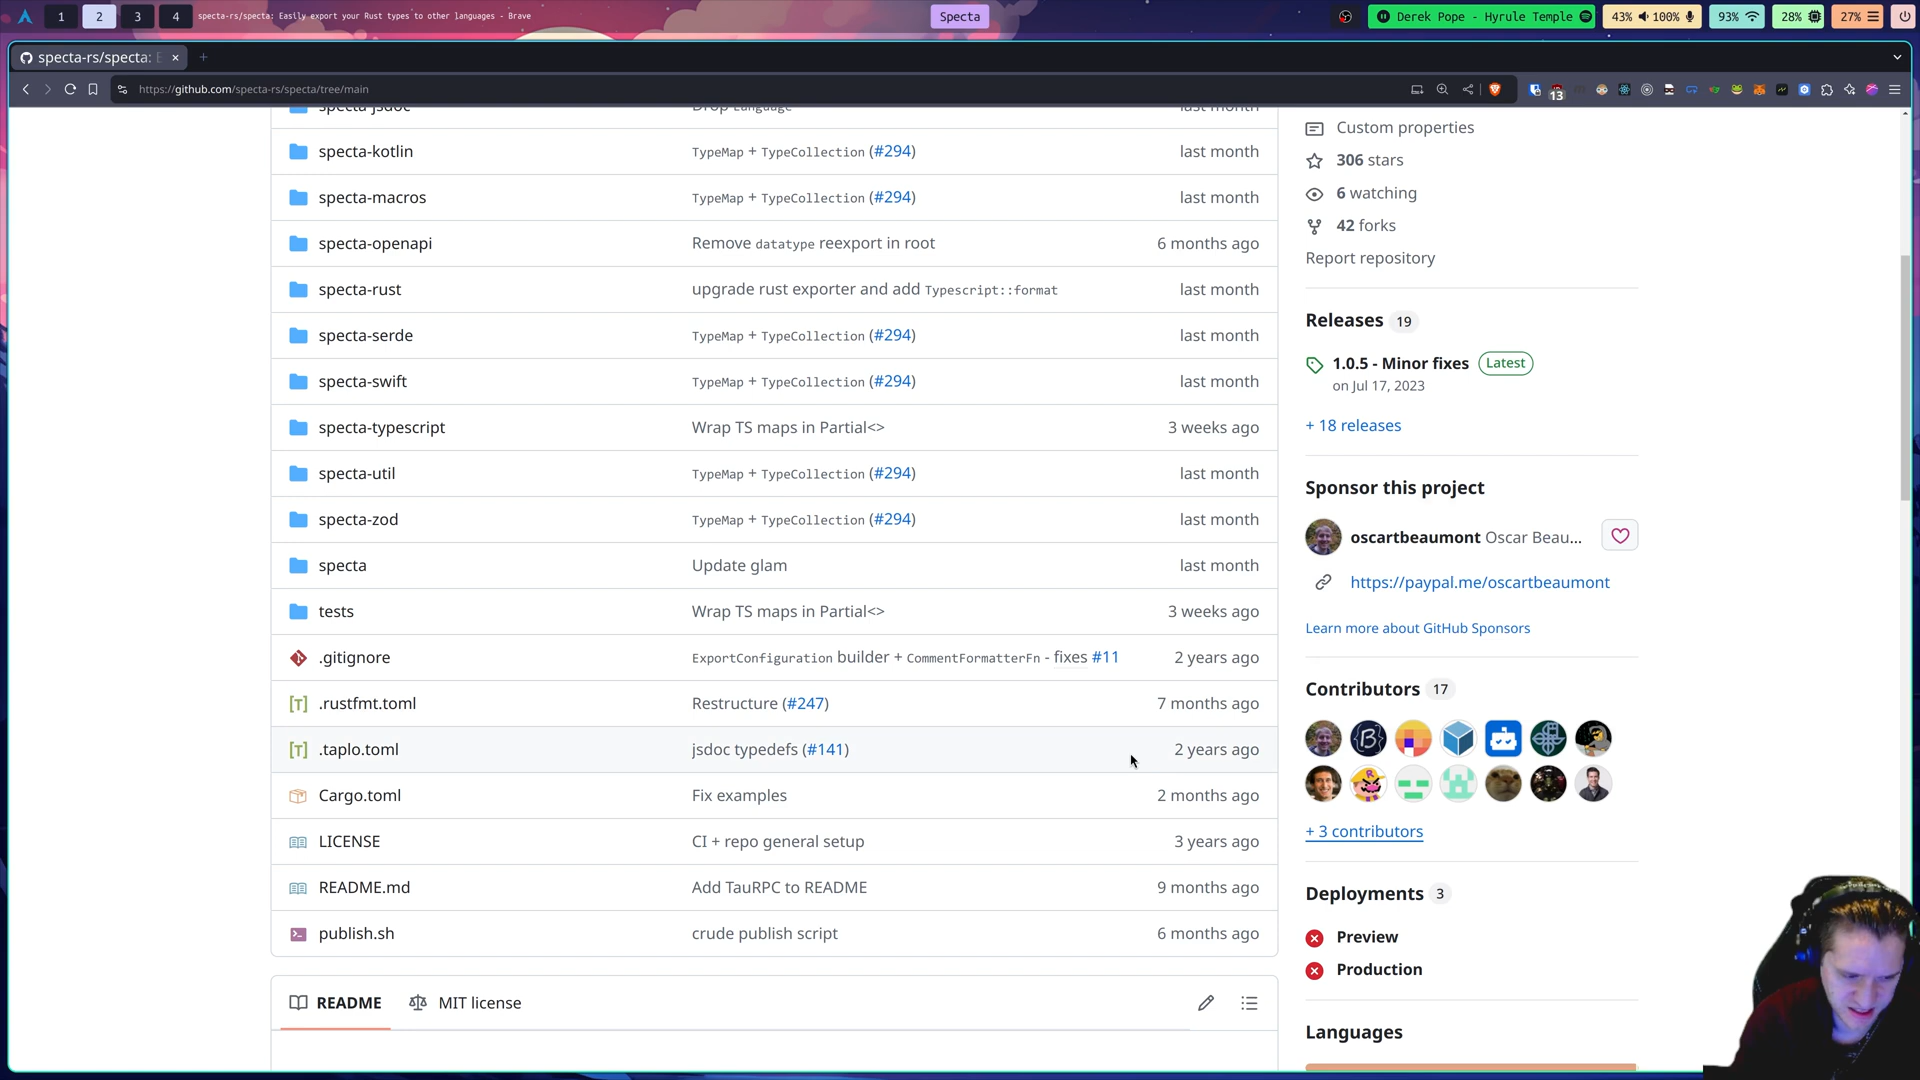 1 2 3 4 specta-rs/specta: Easily export your Rust types to other languages - Brave Specta Derek Pope - Hyrule Temple 43% 100% 93% 28% 27%
specta-rs/specta: E
https://github.com/specta-rs/specta/tree/main 13
specta-jsdoc Drop Language last month
specta-kotlin TypeMap + TypeCollection (#294) last month
specta-macros TypeMap + TypeCollection (#294) last month
specta-openapi Remove datatype reexport in root 6 months ago
specta-rust upgrade rust exporter and add Typescript::format last month
specta-serde TypeMap + TypeCollection (#294) last month
specta-swift TypeMap + TypeCollection (#294) last month
specta-typescript Wrap TS maps in Partial<> 3 weeks ago
specta-util TypeMap + TypeCollection (#294) last month
specta-zod TypeMap + TypeCollection (#294) last month
specta Update glam last month
tests Wrap TS maps in Partial<> 3 weeks ago
.gitignore ExportConfiguration builder + CommentFormatterFn - fixes #11 2 years ago
.rustfmt.toml Restructure (#247) 7 months ago
.taplo.toml jsdoc typedefs (#141) 2 years ago
Cargo.toml Fix examples 2 months ago
LICENSE CI + repo general setup 3 years ago
README.md Add TauRPC to README 9 months ago
publish.sh crude publish script 6 months ago
README MIT license
Custom properties
306 stars
6 watching
42 forks
Report repository
Releases 19
1.0.5 - Minor fixes Latest
on Jul 17, 2023
+ 18 releases
Sponsor this project
oscartbeaumont Oscar Beau...
https://paypal.me/oscartbeaumont
Learn more about GitHub Sponsors
Contributors 17
+ 3 contributors
Deployments 3
Preview
Production
Languages